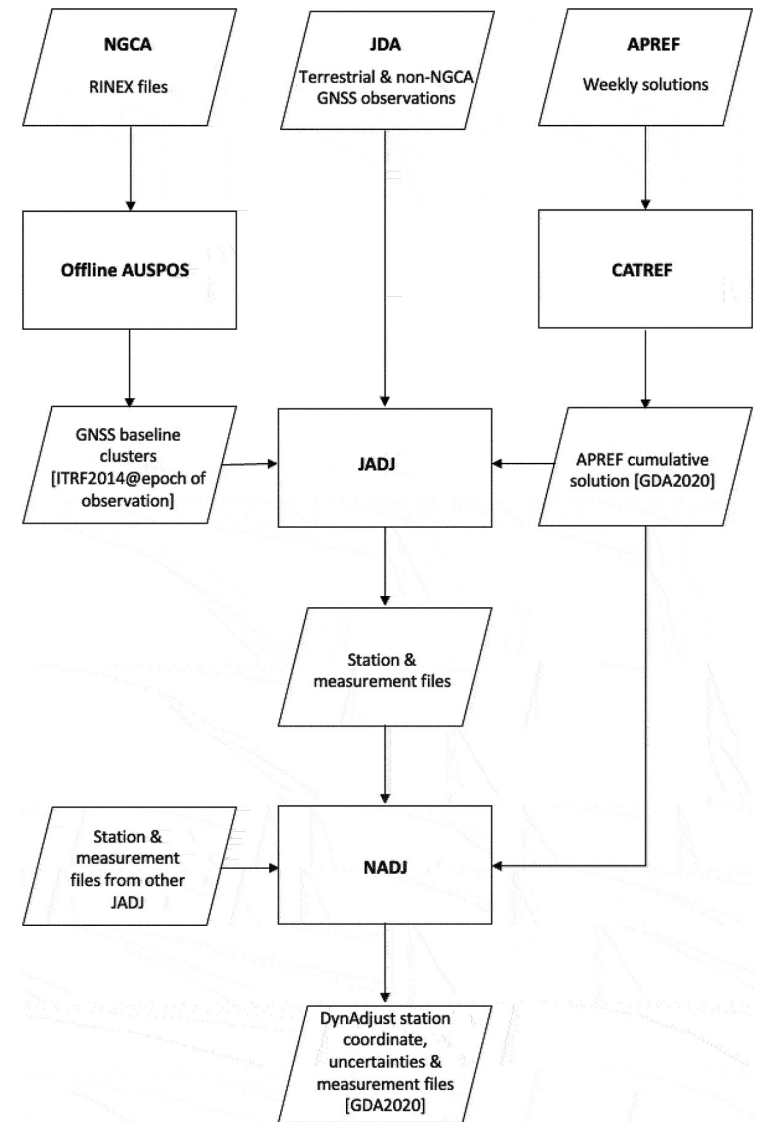 NGCA
RINEX files
JDA
Terrestrial & non-NGCA
GNSS observations
APREF
Weekly solutions
Offline AUSPOS
CATREF
GNSS baseline
clusters
[ITRF2014@epoch of
observation]
JADJ
APREF cumulative
solution [GDA2020]
Station &
measurement files
Station &
measurement
files from other
JADJ
NADJ
DynAdjust station
coordinate,
uncertainties &
measurement files
[GDA2020]